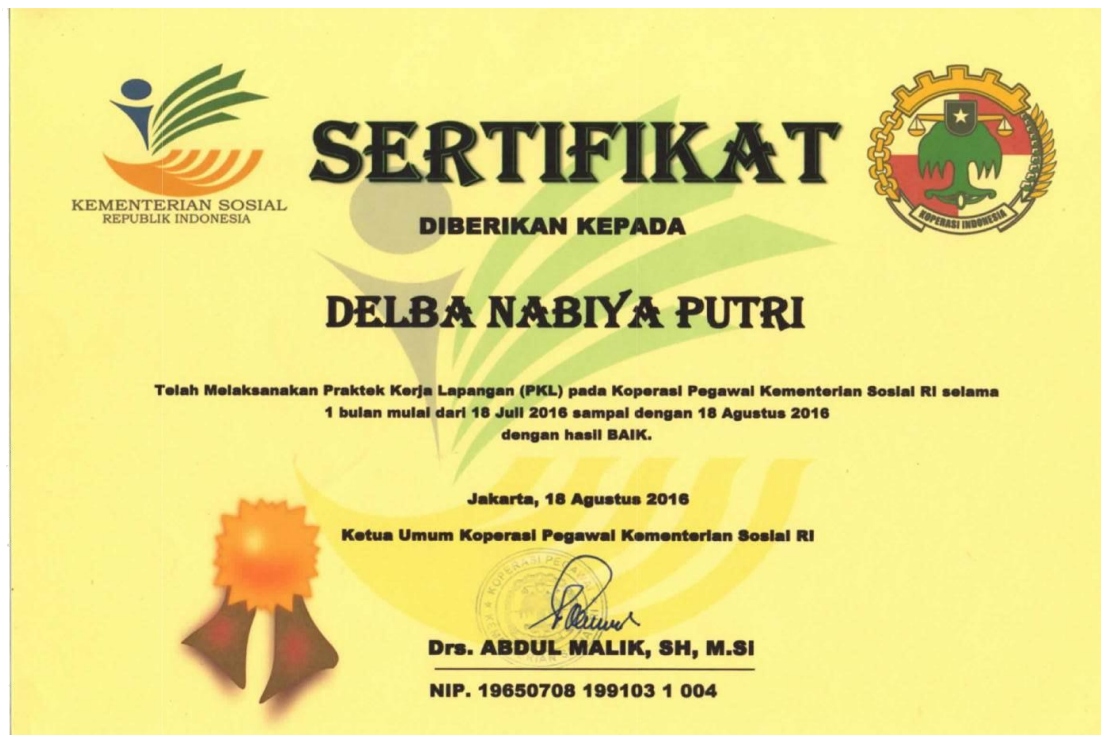 KEMENTERIAN SOSIAL
REPUBLIK INDONESIA
SERTIFIKAT
KOPERASI INDONESIA
DIBERIKAN KEPADA
DELBA NABIYA PUTRI
Telah Melaksanakan Praktek Kerja Lapangan (PKL) pada Koperasi Pegawai Kementerian Sosial RI selama
1 bulan mulai dari 18 Juli 2016 sampai dengan 18 Agustus 2016
dengan hasil BAIK.
Jakarta, 18 Agustus 2016
Ketua Umum Koperasi Pegawai Kementerian Sosial RI
KOPERASI PEGAWAI
Drs. ABDUL MALIK, SH, M.SI
NIP. 19650708 199103 1 004